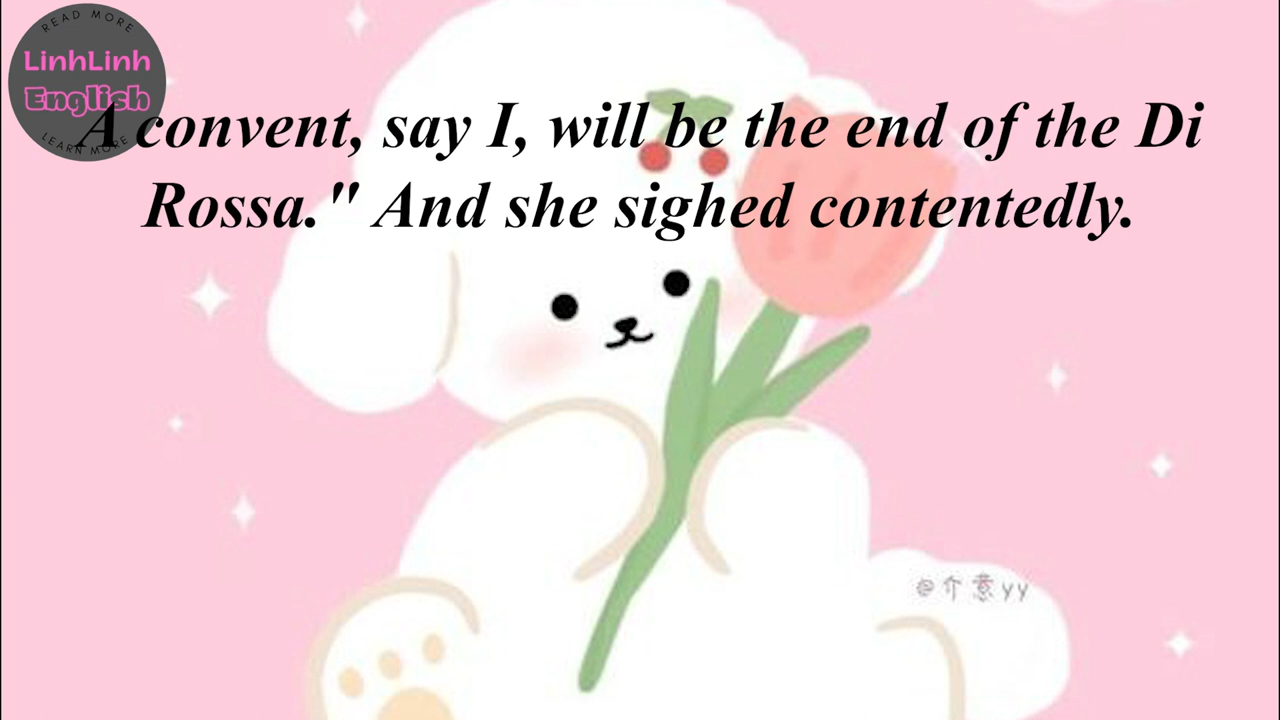 READ MORE
LinhLinh
English
LEARN MORE
A convent, say I, will be the end of the Di
Rossa." And she sighed contentedly.
@介意yy